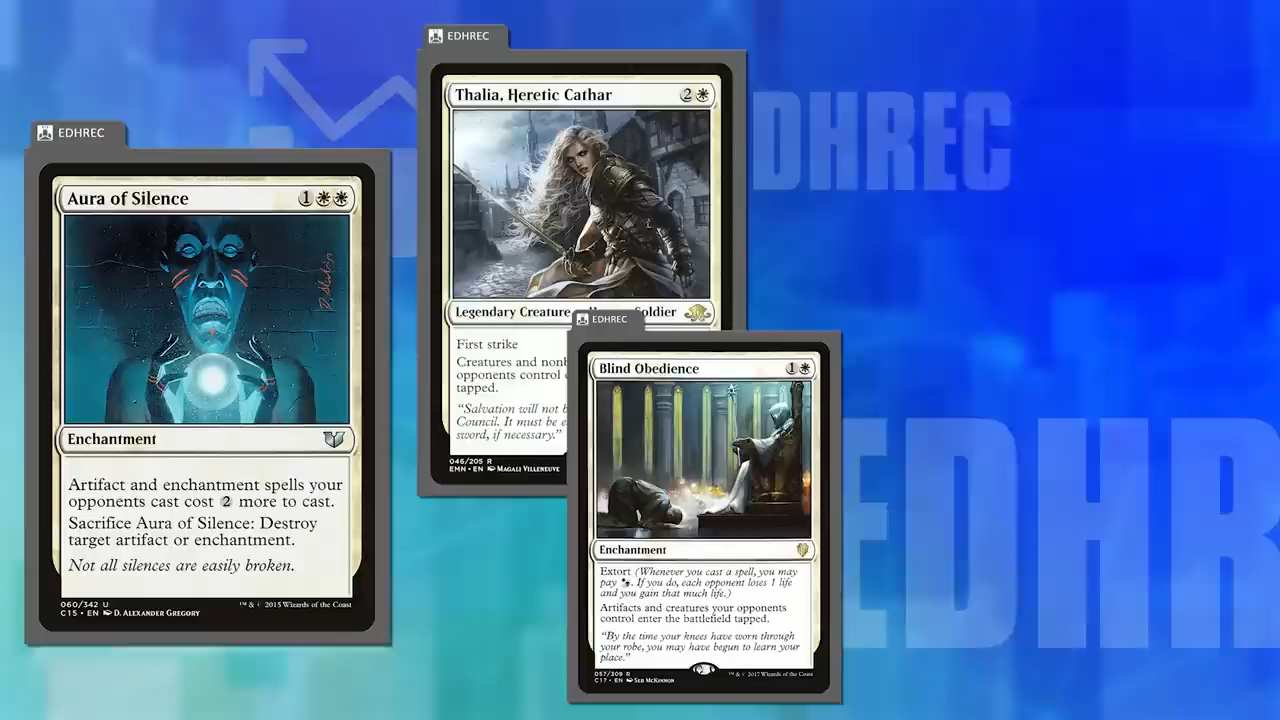 EDHREC
Aura of Silence 1
Enchantment
Artifact and enchantment spells your
opponents cast cost 2 more to cast.
Sacrifice Aura of Silence: Destroy
target artifact or enchantment.
Not all silences are easily broken.
060/342 U
C15 • EN D. ALEXANDER GREGORY
™ & © 2015 Wizards of the Coast
EDHREC
Thalia, Heretic Cathar 2
Legendary Creature
Soldier
First strike
Creatures and nonb
opponents control
tapped.
“Salvation will not b
Council. It must be e
sword, if necessary.”
046/205 R
EMN • EN MAGALI VILLENEUVE
EDHREC
Blind Obedience 1
Enchantment
Extort (Whenever you cast a spell, you may
pay . If you do, each opponent loses 1 life
and you gain that much life.)
Artifacts and creatures your opponents
control enter the battlefield tapped.
“By the time your knees have worn through
your robe, you may have begun to learn your
place.”
057/309 R
C17 • EN SEB MCKINNON
™ & © 2017 Wizards of the Coast
DHREC
EDHR